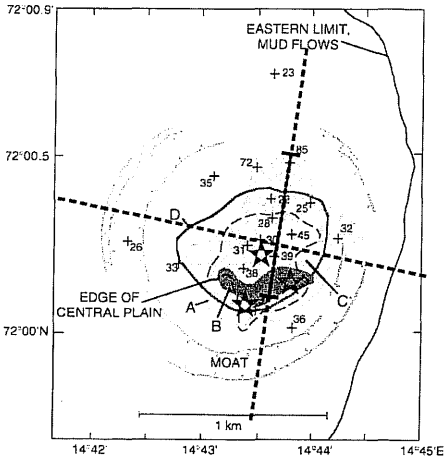 72°00.9'
EASTERN LIMIT,
MUD FLOWS
23
72°00.5
85
72
35
25
28
45
32
26
D
30
31
39
33
38
EDGE OF
CENTRAL PLAIN
A
B
C
36
72°00'N
MOAT
1 km
14°42'
14°43'
14°44'
14°45'E